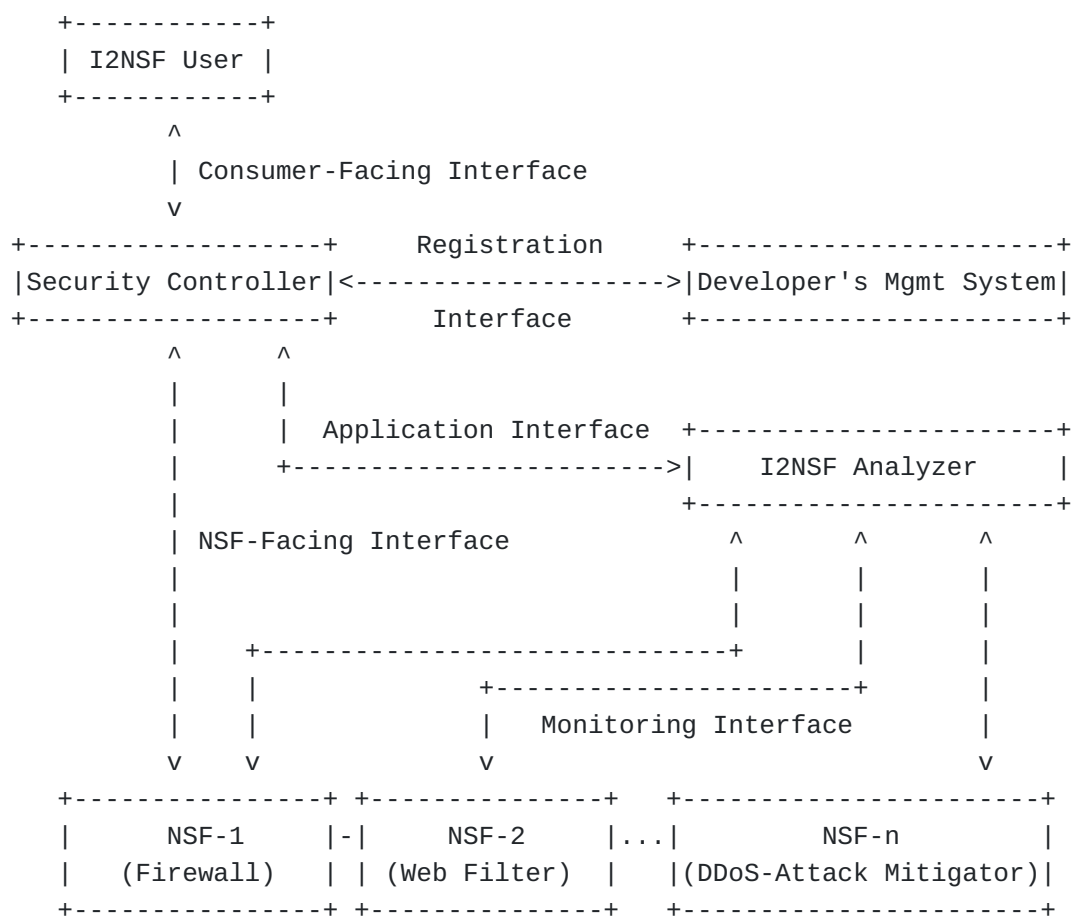 I2NSF User
Consumer-Facing Interface
Registration
Security Controller
Developer's Mgmt System
Interface
Application Interface
I2NSF Analyzer
NSF-Facing Interface
Monitoring Interface
NSF-1 NSF-2 ... NSF-n
(Firewall) (Web Filter) (DDoS-Attack Mitigator)